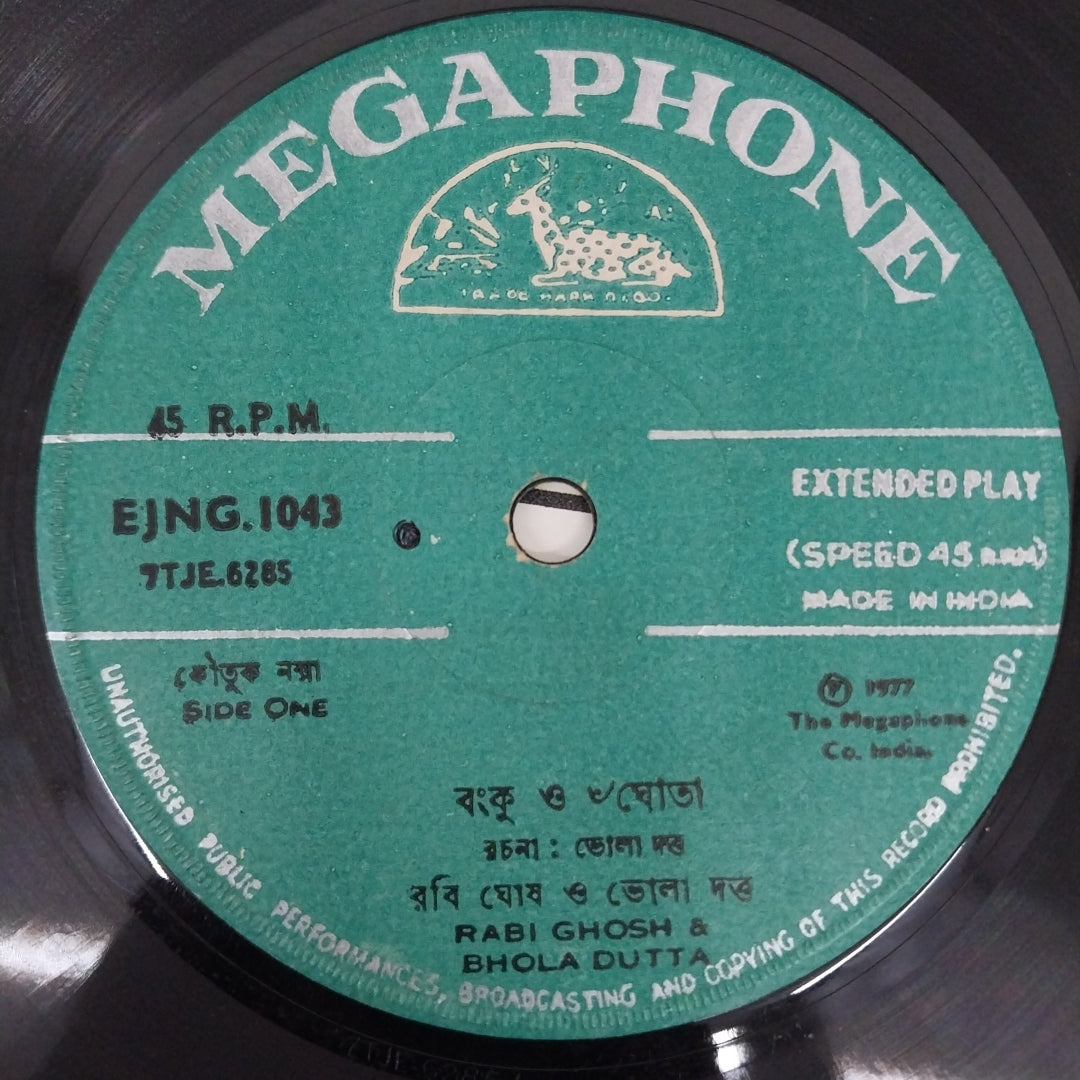 MEGAPHONE
TRADE MARK
45 R.P.M.
EJNG.1043
7TJE.6285
EXTENDED PLAY
(SPEED 45 R.P.M)
MADE IN INDIA
কৌতুক নক্সা
SIDE ONE
Ⓟ 1977
The Megaphone
Co. India.
বংকু ও ঘোতা
রচনা : ভোলা দত্ত
রবি ঘোষ ও ভোলা দত্ত
RABI GHOSH &
BHOLA DUTTA
UNAUTHORISED PUBLIC PERFORMANCES, BROADCASTING AND COPYING OF THIS RECORD PROHIBITED.